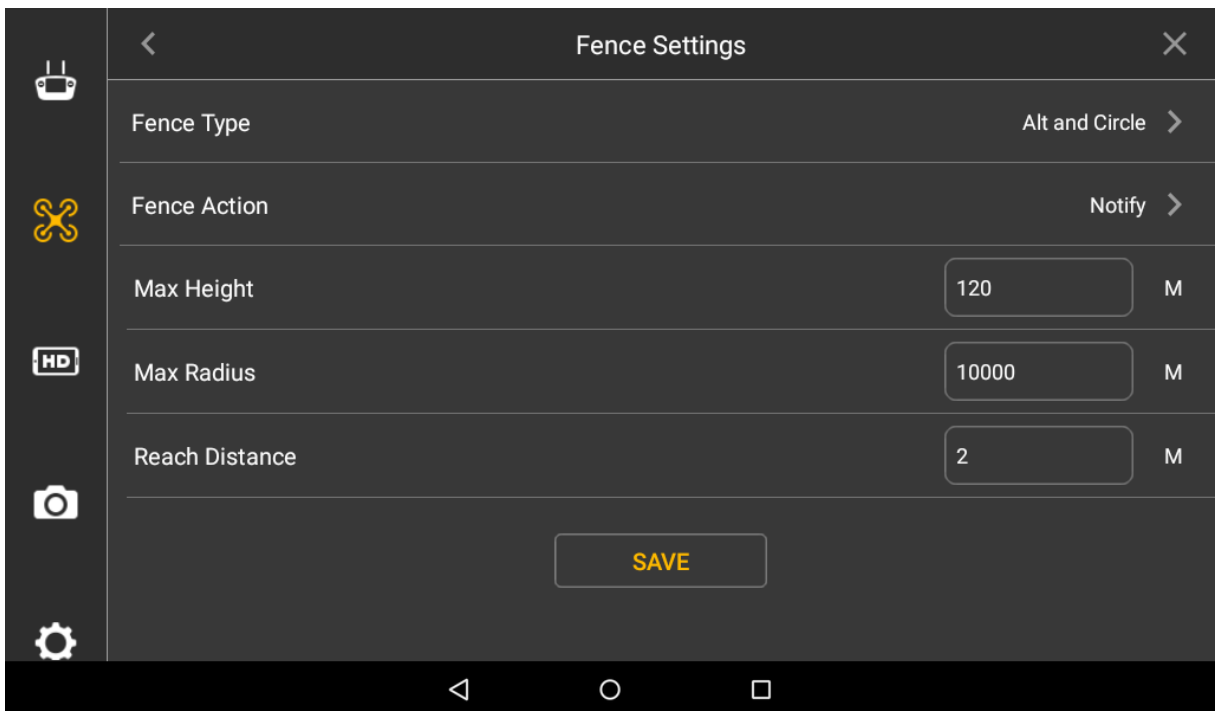 Fence Settings
Fence Type Alt and Circle
Fence Action Notify
Max Height 120 M
HD
Max Radius 10000 M
Reach Distance 2 M
SAVE